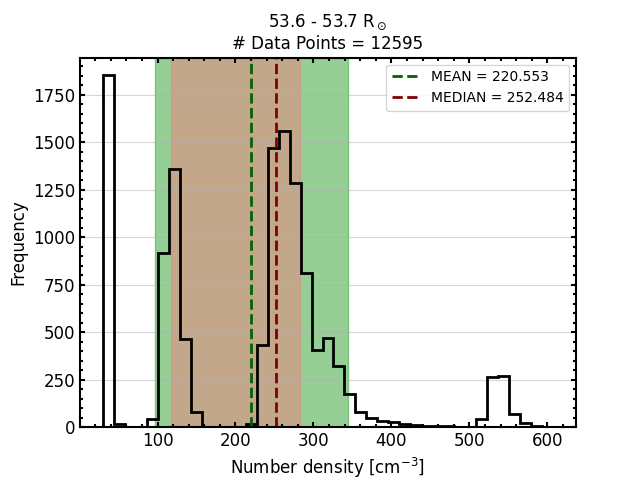 53.6 - 53.7 R⊙
# Data Points = 12595
MEAN = 220.553
MEDIAN = 252.484
1750
1500
1250
1000
750
500
250
0
Frequency
100
200
300
400
500
600
Number density [cm⁻³]